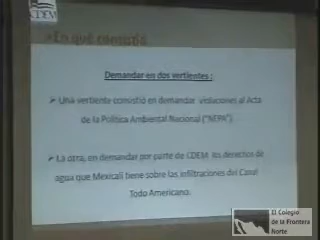 CDEM
En qué consistió
Demandar en dos vertientes :
➤ Una vertiente consistió en demandar violaciones al Acta
de la Política Ambiental Nacional ("NEPA").
➤ La otra, en demandar por parte de CDEM los derechos de
agua que Mexicali tiene sobre las infiltraciones del Canal
Todo Americano.
El Colegio
de la Frontera
Norte